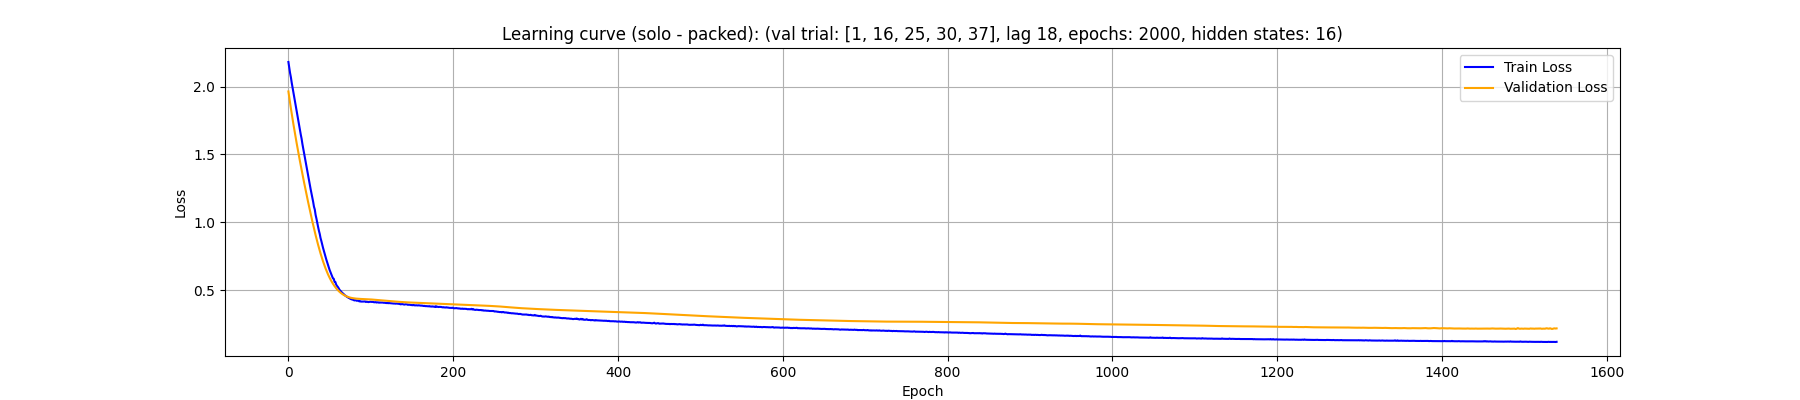 Learning curve (solo - packed): (val trial: [1, 16, 25, 30, 37], lag 18, epochs: 2000, hidden states: 16)
Train Loss
Validation Loss
Loss
2.0
1.5
1.0
0.5
0 200 400 600 800 1000 1200 1400 1600
Epoch